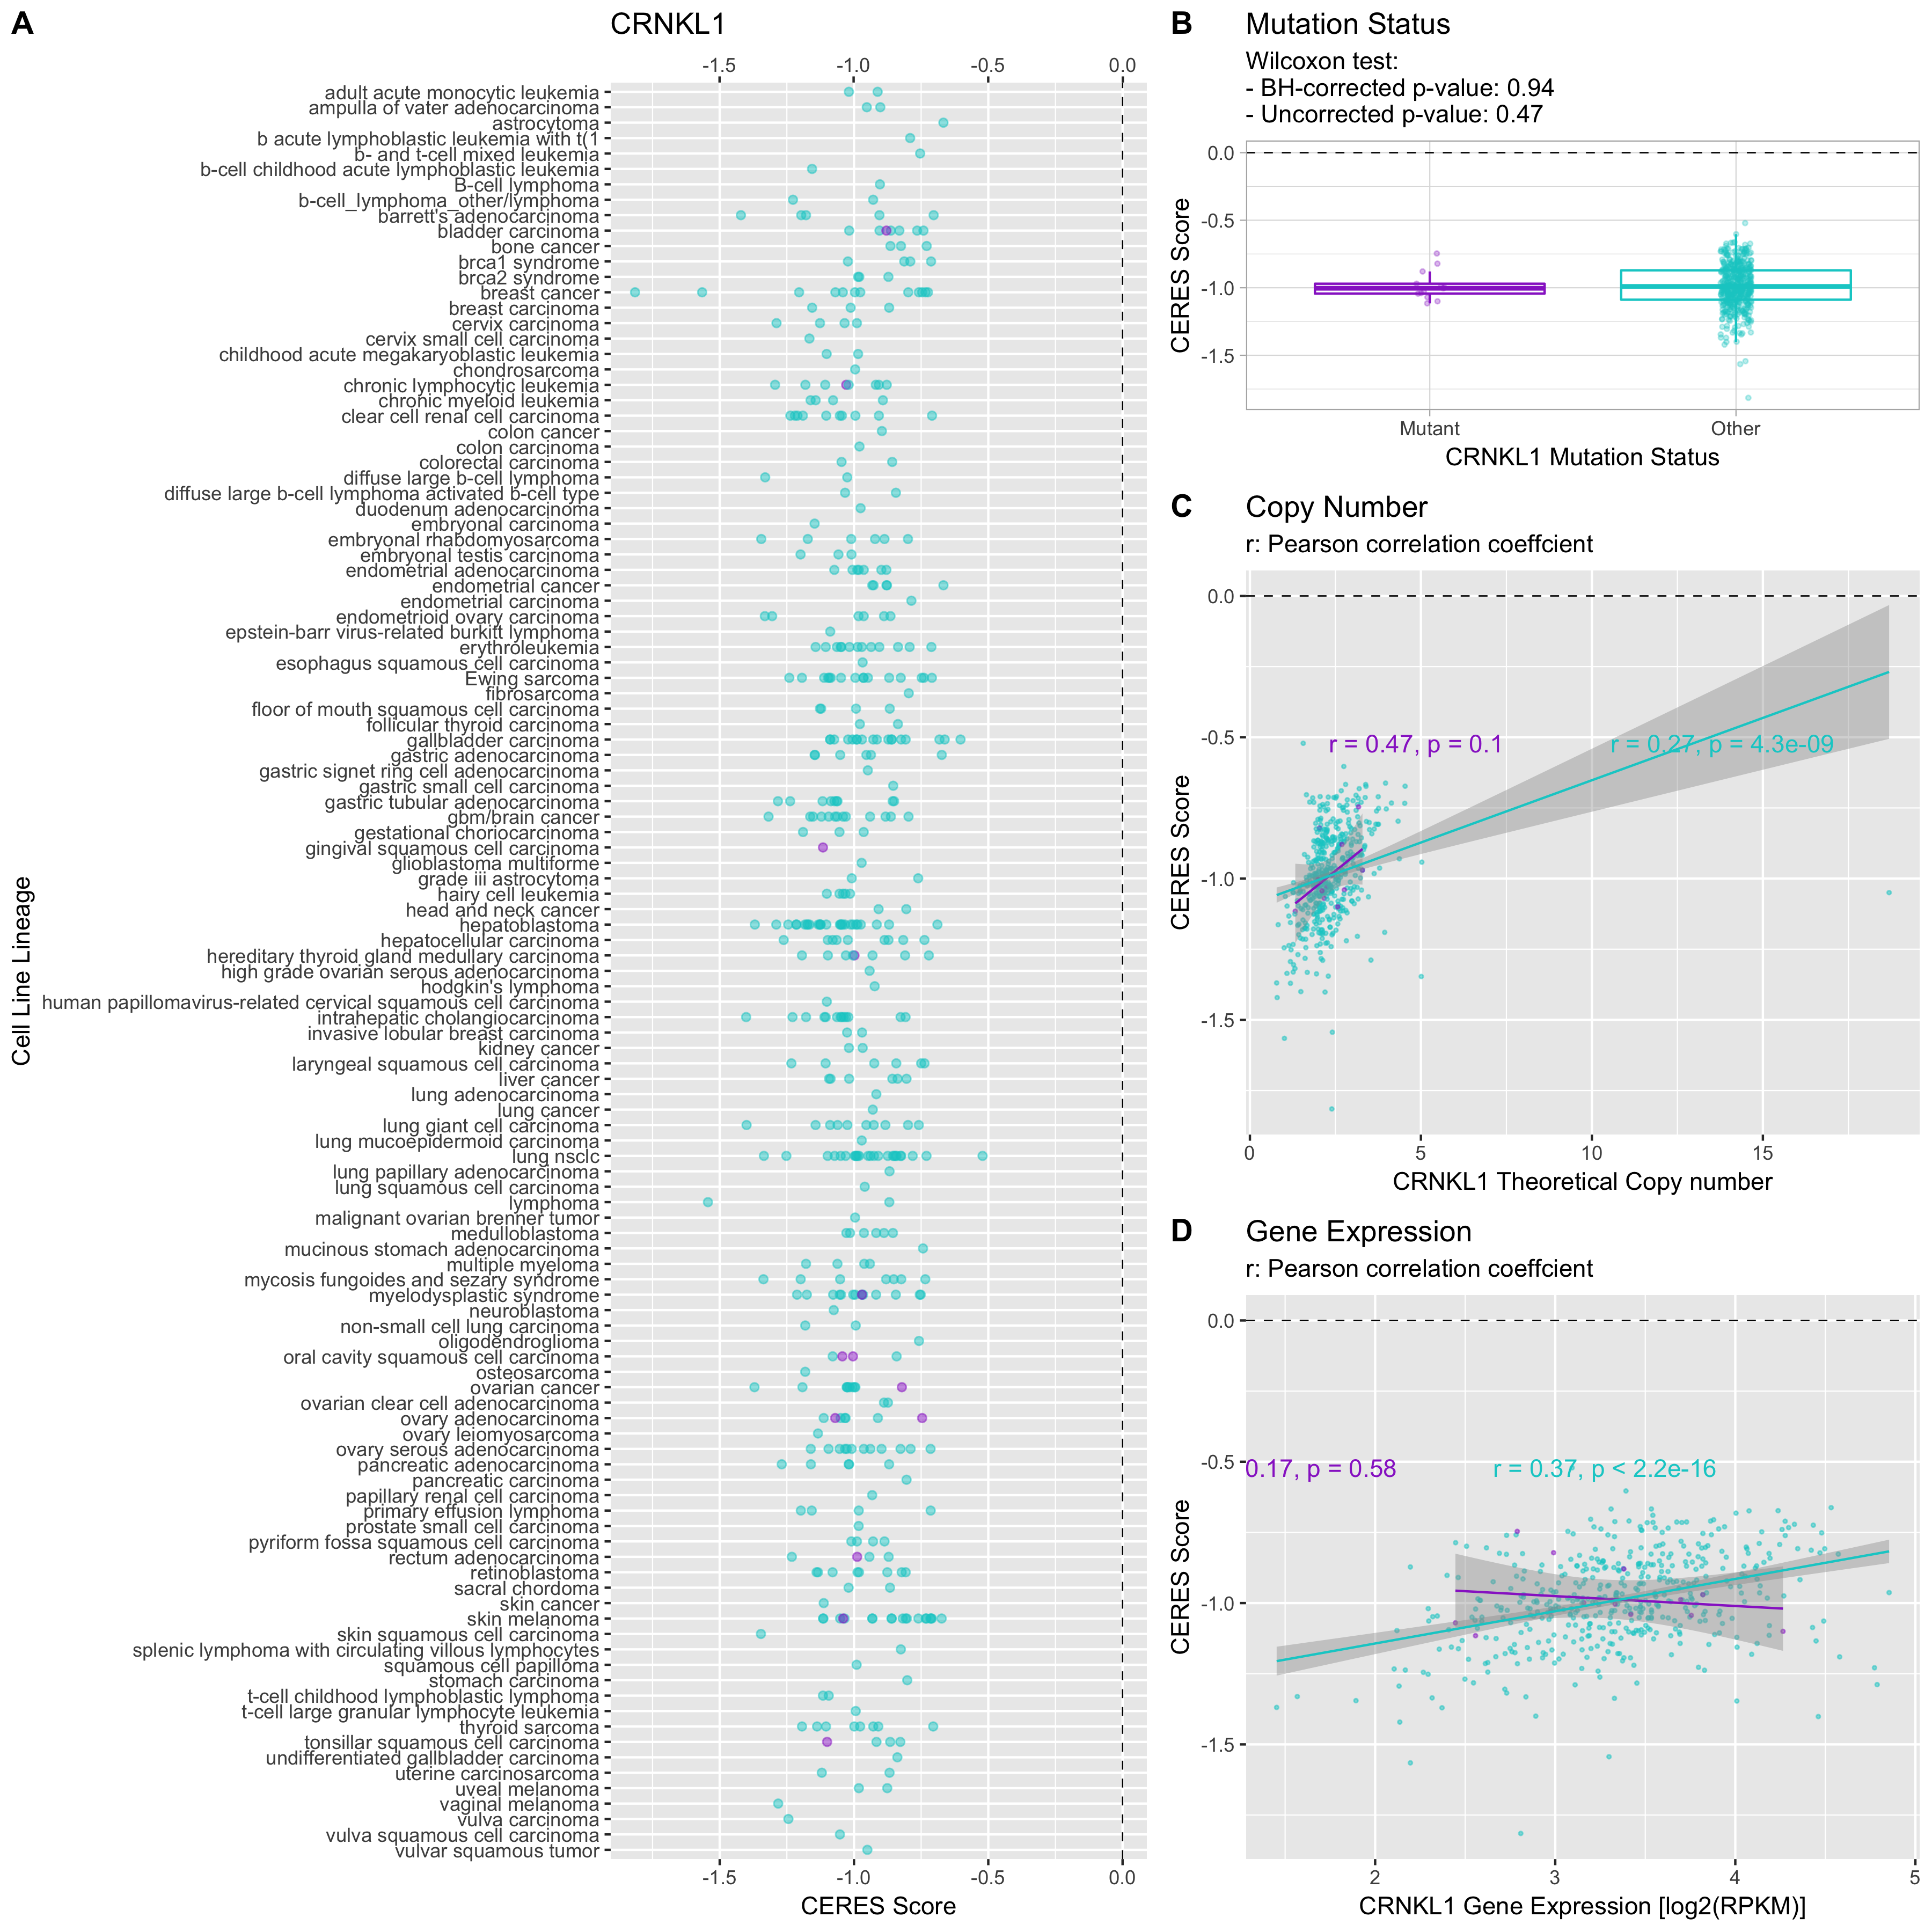 A
CRNKL1
-1.5 -1.0 -0.5 0.0
Cell Line Lineage
adult acute monocytic leukemia
ampulla of vater adenocarcinoma
astrocytoma
b acute lymphoblastic leukemia with t(1
b- and t-cell mixed leukemia
b-cell childhood acute lymphoblastic leukemia
B-cell lymphoma
b-cell_lymphoma_other/lymphoma
barrett's adenocarcinoma
bladder carcinoma
bone cancer
brca1 syndrome
brca2 syndrome
breast cancer
breast carcinoma
cervix carcinoma
cervix small cell carcinoma
childhood acute megakaryoblastic leukemia
chondrosarcoma
chronic lymphocytic leukemia
chronic myeloid leukemia
clear cell renal cell carcinoma
colon cancer
colon carcinoma
colorectal carcinoma
diffuse large b-cell lymphoma
diffuse large b-cell lymphoma activated b-cell type
duodenum adenocarcinoma
embryonal carcinoma
embryonal rhabdomyosarcoma
embryonal testis carcinoma
endometrial adenocarcinoma
endometrial cancer
endometrial carcinoma
endometrioid ovary carcinoma
epstein-barr virus-related burkitt lymphoma
erythroleukemia
esophagus squamous cell carcinoma
Ewing sarcoma
fibrosarcoma
floor of mouth squamous cell carcinoma
follicular thyroid carcinoma
gallbladder carcinoma
gastric adenocarcinoma
gastric signet ring cell adenocarcinoma
gastric small cell carcinoma
gastric tubular adenocarcinoma
gbm/brain cancer
gestational choriocarcinoma
gingival squamous cell carcinoma
glioblastoma multiforme
grade iii astrocytoma
hairy cell leukemia
head and neck cancer
hepatoblastoma
hepatocellular carcinoma
hereditary thyroid gland medullary carcinoma
high grade ovarian serous adenocarcinoma
hodgkin's lymphoma
human papillomavirus-related cervical squamous cell carcinoma
intrahepatic cholangiocarcinoma
invasive lobular breast carcinoma
kidney cancer
laryngeal squamous cell carcinoma
liver cancer
lung adenocarcinoma
lung cancer
lung giant cell carcinoma
lung mucoepidermoid carcinoma
lung nsclc
lung papillary adenocarcinoma
lung squamous cell carcinoma
lymphoma
malignant ovarian brenner tumor
medulloblastoma
mucinous stomach adenocarcinoma
multiple myeloma
mycosis fungoides and sezary syndrome
myelodysplastic syndrome
neuroblastoma
non-small cell lung carcinoma
oligodendroglioma
oral cavity squamous cell carcinoma
osteosarcoma
ovarian cancer
ovarian clear cell adenocarcinoma
ovary adenocarcinoma
ovary leiomyosarcoma
ovary serous adenocarcinoma
pancreatic adenocarcinoma
pancreatic carcinoma
papillary renal cell carcinoma
primary effusion lymphoma
prostate small cell carcinoma
pyriform fossa squamous cell carcinoma
rectum adenocarcinoma
retinoblastoma
sacral chordoma
skin cancer
skin melanoma
skin squamous cell carcinoma
splenic lymphoma with circulating villous lymphocytes
squamous cell papilloma
stomach carcinoma
t-cell childhood lymphoblastic lymphoma
t-cell large granular lymphocyte leukemia
thyroid sarcoma
tonsillar squamous cell carcinoma
undifferentiated gallbladder carcinoma
uterine carcinosarcoma
uveal melanoma
vaginal melanoma
vulva carcinoma
vulva squamous cell carcinoma
vulvar squamous tumor
-1.5 -1.0 -0.5 0.0
CERES Score
B
Mutation Status
Wilcoxon test:
- BH-corrected p-value: 0.94
- Uncorrected p-value: 0.47
CERES Score
0.0
-0.5
-1.0
-1.5
Mutant Other
CRNKL1 Mutation Status
C
Copy Number
r: Pearson correlation coeffcient
CERES Score
0.0
-0.5
-1.0
-1.5
r = 0.47, p = 0.1
r = 0.27, p = 4.3e-09
0 5 10 15
CRNKL1 Theoretical Copy number
D
Gene Expression
r: Pearson correlation coeffcient
CERES Score
0.0
-0.5
-1.0
-1.5
0.17, p = 0.58
r = 0.37, p < 2.2e-16
2 3 4 5
CRNKL1 Gene Expression [log2(RPKM)]